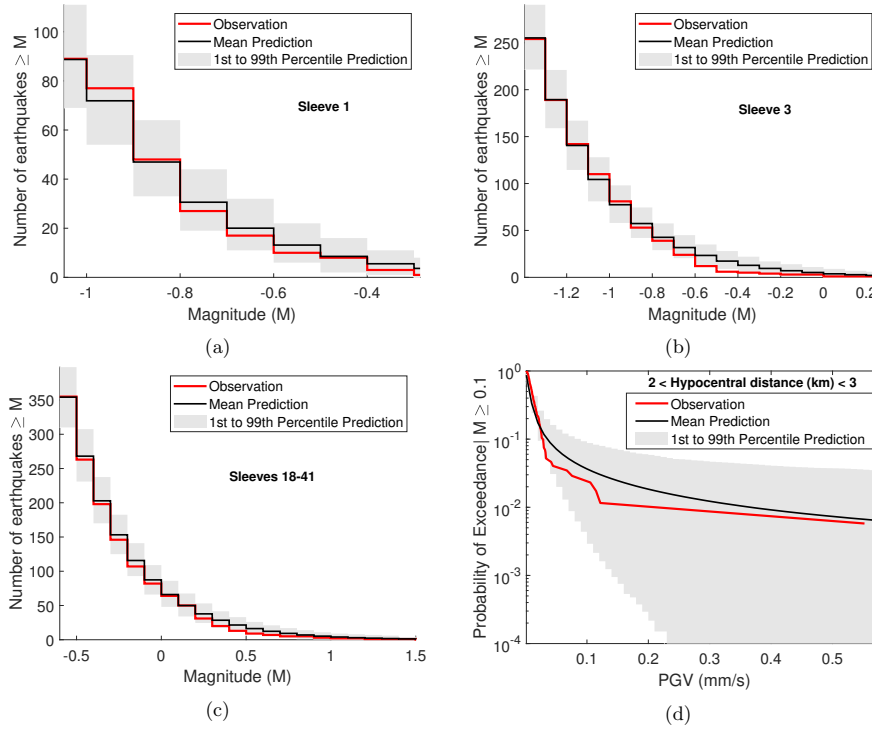 Number of earthquakes ≥ M
100
80
60
40
20
0
Observation
Mean Prediction
1st to 99th Percentile Prediction
Sleeve 1
-1
-0.8
-0.6
-0.4
Magnitude (M)
(a)
Number of earthquakes ≥ M
250
200
150
100
50
0
Observation
Mean Prediction
1st to 99th Percentile Prediction
Sleeve 3
-1.2
-1
-0.8
-0.6
-0.4
-0.2
0
0.2
Magnitude (M)
(b)
Number of earthquakes ≥ M
350
300
250
200
150
100
50
0
Observation
Mean Prediction
1st to 99th Percentile Prediction
Sleeves 18-41
-0.5
0
0.5
1
1.5
Magnitude (M)
(c)
Probability of Exceedance| M ≥ 0.1
10⁰
10⁻¹
10⁻²
10⁻³
10⁻⁴
2 < Hypocentral distance (km) < 3
Observation
Mean Prediction
1st to 99th Percentile Prediction
0.1
0.2
0.3
0.4
0.5
PGV (mm/s)
(d)